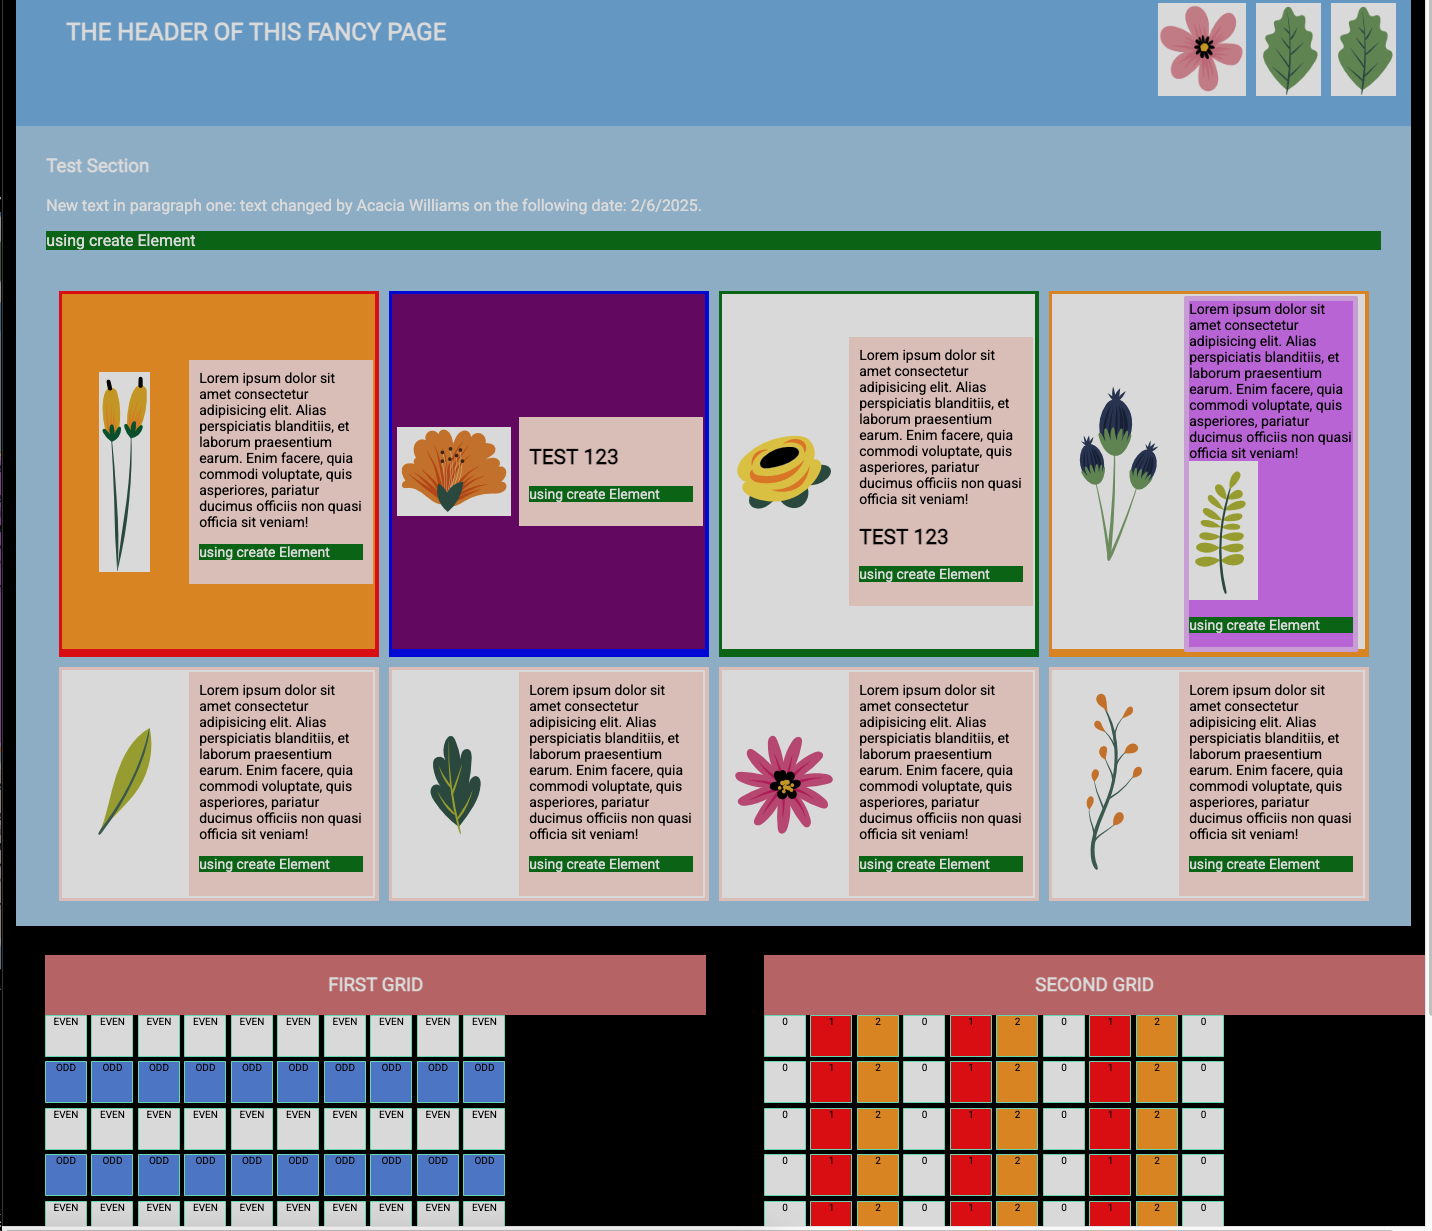 THE HEADER OF THIS FANCY PAGE
Test Section
New text in paragraph one: text changed by Acacia Williams on the following date: 2/6/2025.
using create Element
Lorem ipsum dolor sit
amet consectetur
adipisicing elit. Alias
perspiciatis blanditiis, et
laborum praesentium
earum. Enim facere, quia
commodi voluptate, quis
asperiores, pariatur
ducimus officiis non quasi
officia sit veniam!
using create Element
TEST 123
using create Element
Lorem ipsum dolor sit
amet consectetur
adipisicing elit. Alias
perspiciatis blanditiis, et
laborum praesentium
earum. Enim facere, quia
commodi voluptate, quis
asperiores, pariatur
ducimus officiis non quasi
officia sit veniam!
TEST 123
using create Element
Lorem ipsum dolor sit
amet consectetur
adipisicing elit. Alias
perspiciatis blanditiis, et
laborum praesentium
earum. Enim facere, quia
commodi voluptate, quis
asperiores, pariatur
ducimus officiis non quasi
officia sit veniam!
using create Element
Lorem ipsum dolor sit
amet consectetur
adipisicing elit. Alias
perspiciatis blanditiis, et
laborum praesentium
earum. Enim facere, quia
commodi voluptate, quis
asperiores, pariatur
ducimus officiis non quasi
officia sit veniam!
using create Element
Lorem ipsum dolor sit
amet consectetur
adipisicing elit. Alias
perspiciatis blanditiis, et
laborum praesentium
earum. Enim facere, quia
commodi voluptate, quis
asperiores, pariatur
ducimus officiis non quasi
officia sit veniam!
using create Element
Lorem ipsum dolor sit
amet consectetur
adipisicing elit. Alias
perspiciatis blanditiis, et
laborum praesentium
earum. Enim facere, quia
commodi voluptate, quis
asperiores, pariatur
ducimus officiis non quasi
officia sit veniam!
using create Element
Lorem ipsum dolor sit
amet consectetur
adipisicing elit. Alias
perspiciatis blanditiis, et
laborum praesentium
earum. Enim facere, quia
commodi voluptate, quis
asperiores, pariatur
ducimus officiis non quasi
officia sit veniam!
using create Element
FIRST GRID
EVEN EVEN EVEN EVEN EVEN EVEN EVEN EVEN EVEN EVEN
ODD ODD ODD ODD ODD ODD ODD ODD ODD ODD
EVEN EVEN EVEN EVEN EVEN EVEN EVEN EVEN EVEN EVEN
ODD ODD ODD ODD ODD ODD ODD ODD ODD ODD
EVEN EVEN EVEN EVEN EVEN EVEN EVEN EVEN EVEN EVEN
SECOND GRID
0 1 2 0 1 2 0 1 2 0
0 1 2 0 1 2 0 1 2 0
0 1 2 0 1 2 0 1 2 0
0 1 2 0 1 2 0 1 2 0
0 1 2 0 1 2 0 1 2 0